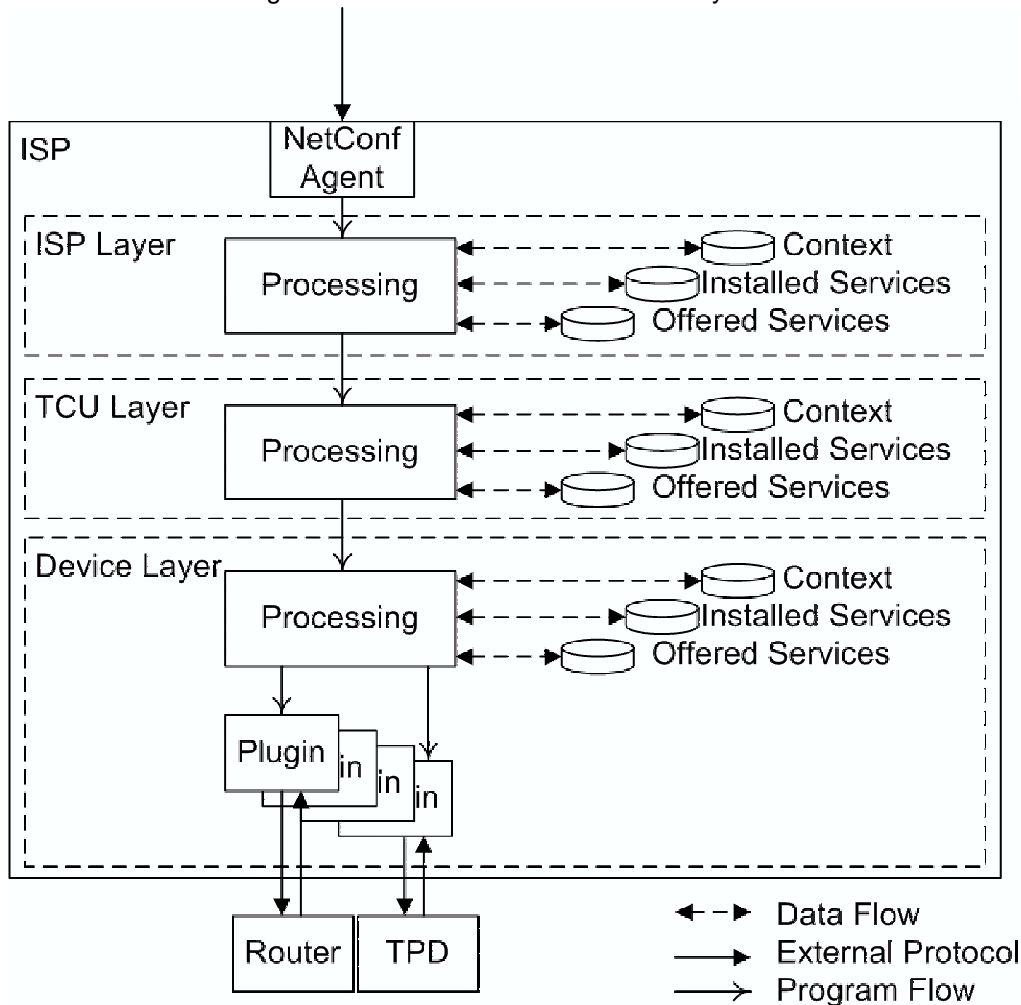 ISP
NetConf
Agent
ISP Layer
Processing
Context
Installed Services
Offered Services
TCU Layer
Processing
Context
Installed Services
Offered Services
Device Layer
Processing
Context
Installed Services
Offered Services
Plugin
in
in
in
Router
TPD
Data Flow
External Protocol
Program Flow